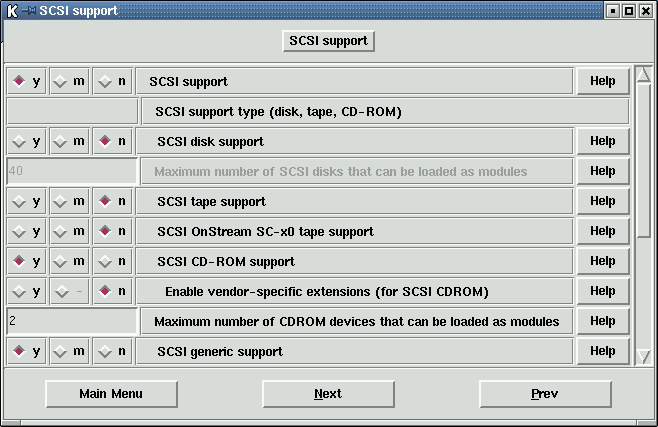 SCSI support
SCSI support
y m n SCSI support Help
SCSI support type (disk, tape, CD-ROM)
y m n SCSI disk support Help
40 Maximum number of SCSI disks that can be loaded as modules Help
y m n SCSI tape support Help
y m n SCSI OnStream SC-x0 tape support Help
y m n SCSI CD-ROM support Help
y - n Enable vendor-specific extensions (for SCSI CDROM) Help
2 Maximum number of CDROM devices that can be loaded as modules Help
y m n SCSI generic support Help
Main Menu Next Prev